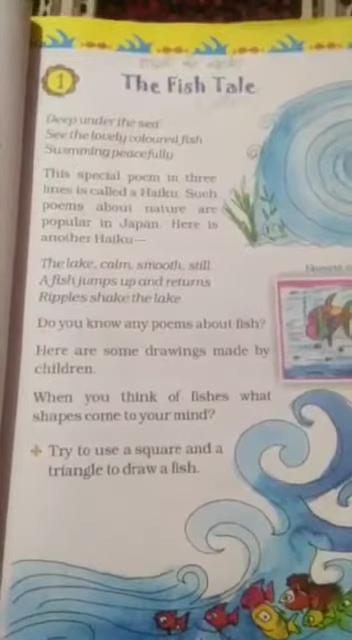 1
The Fish Tale
Deep under the sea
See the lovely coloured fish
Swimming peacefully
This special poem in three
lines is called a Haiku. Such
poems about nature are
popular in Japan. Here is
another Haiku—
The lake, calm, smooth, still
A fish jumps up and returns
Ripples shake the lake
Do you know any poems about fish?
Here are some drawings made by
children.
When you think of fishes what
shapes come to your mind?
Try to use a square and a
triangle to draw a fish.